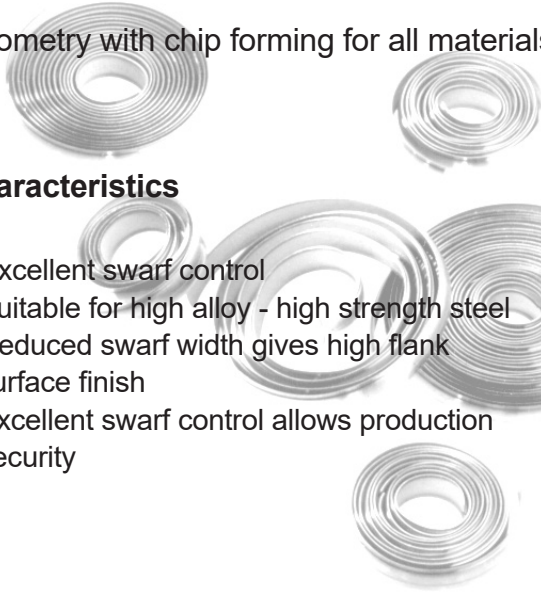 ometry with chip forming for all materials
aracteristics
xcellent swarf control
uitable for high alloy - high strength steel
educed swarf width gives high flank
urface finish
xcellent swarf control allows production
ecurity